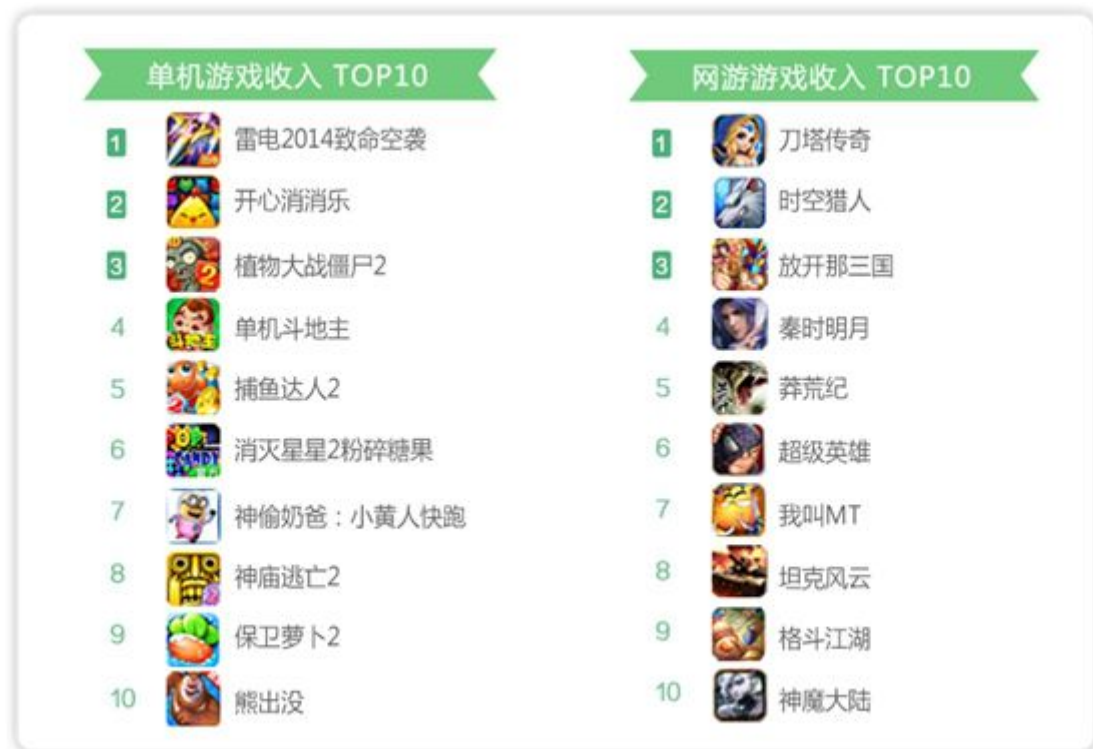 单机游戏收入 TOP10
1 雷电2014致命空袭
2 开心消消乐
3 植物大战僵尸2
4 单机斗地主
5 捕鱼达人2
6 消灭星星2粉碎糖果
7 神偷奶爸：小黄人快跑
8 神庙逃亡2
9 保卫萝卜2
10 熊出没
网游游戏收入 TOP10
1 刀塔传奇
2 时空猎人
3 放开那三国
4 秦时明月
5 莽荒纪
6 超级英雄
7 我叫MT
8 坦克风云
9 格斗江湖
10 神魔大陆